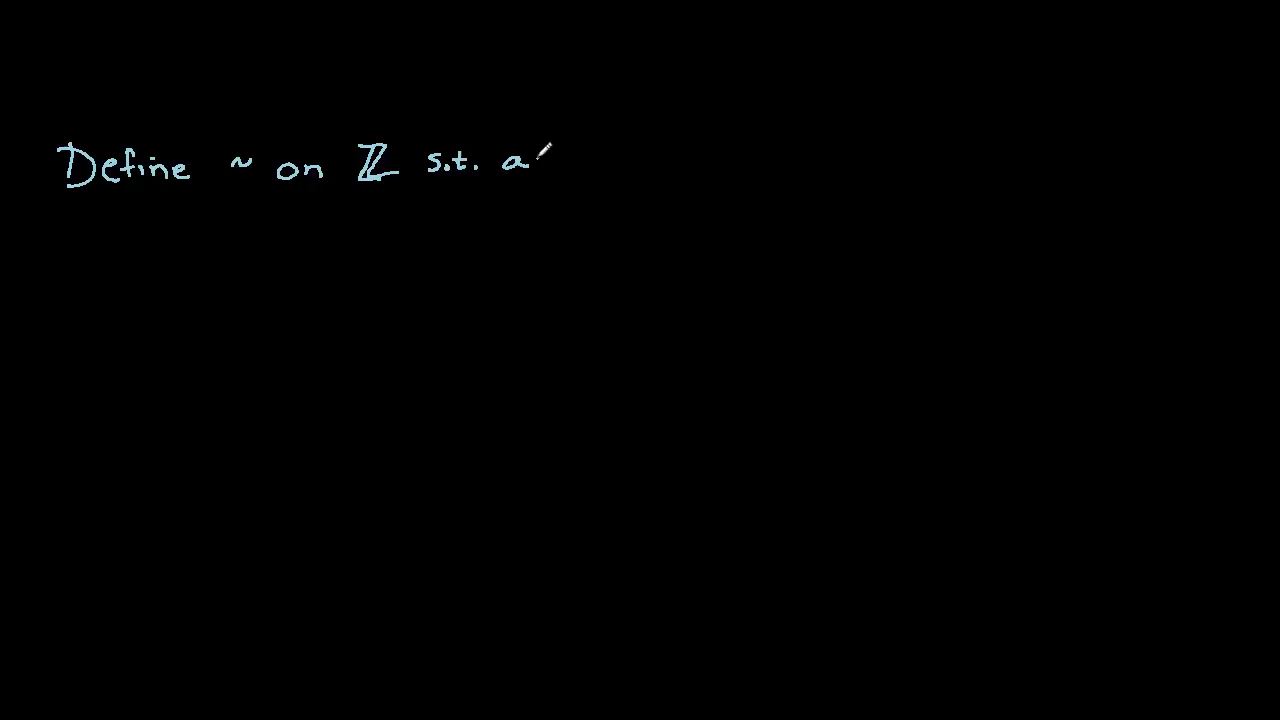 Define ~ on ℤ s.t. a